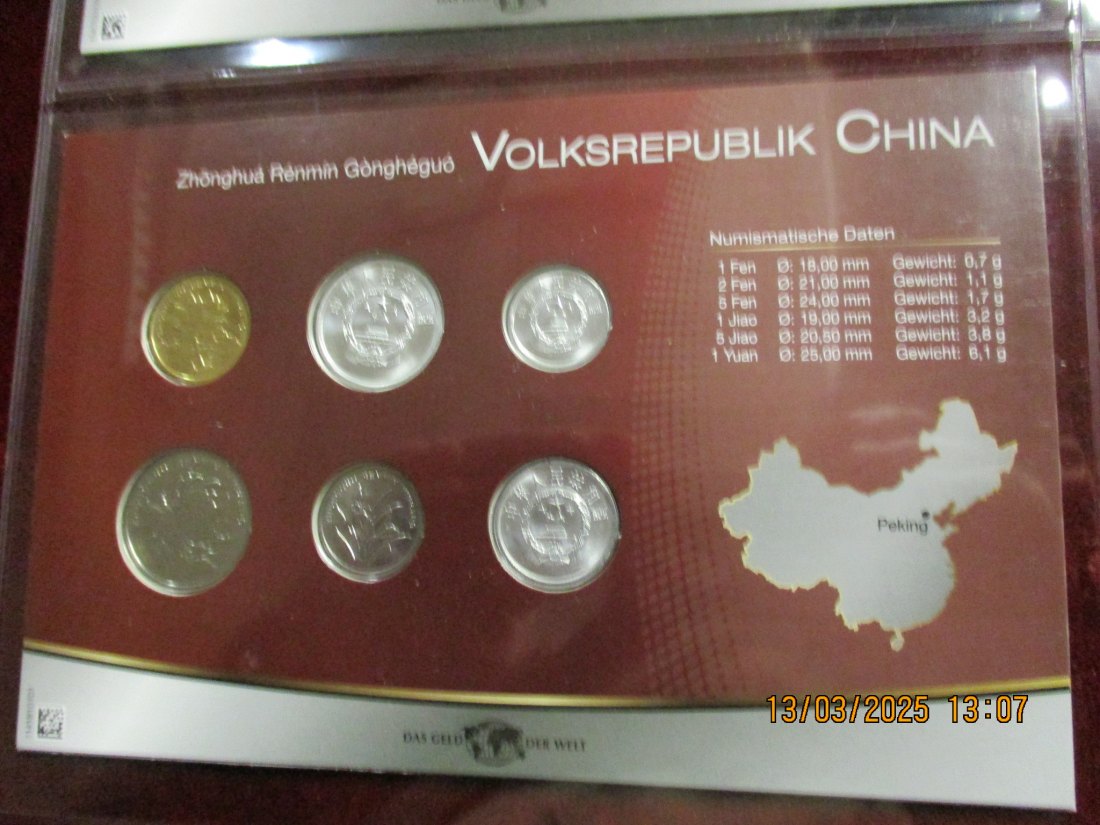 Zhōnghuá Rénmín Gònghéguó VOLKSREPUBLIK CHINA
Numismatische Daten
1 Fen Ø: 18,00 mm Gewicht: 0,7 g
2 Fen Ø: 21,00 mm Gewicht: 1,1 g
5 Fen Ø: 24,00 mm Gewicht: 1,7 g
1 Jiao Ø: 19,00 mm Gewicht: 3,2 g
5 Jiao Ø: 20,50 mm Gewicht: 3,8 g
1 Yuan Ø: 25,00 mm Gewicht: 6,1 g
Peking
13/03/2025 13:07
DAS GELD DER WELT